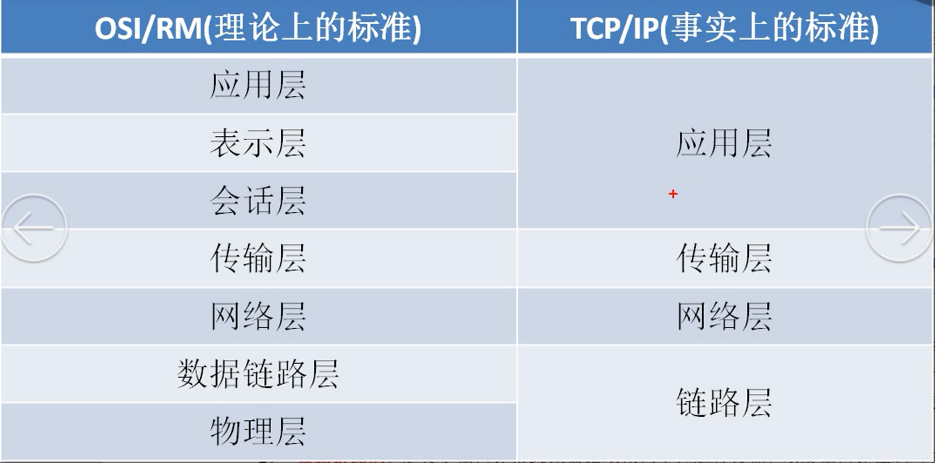 OSI/RM(理论上的标准) TCP/IP(事实上的标准)
应用层
表示层 应用层
会话层
传输层 传输层
网络层 网络层
数据链路层
链路层
物理层